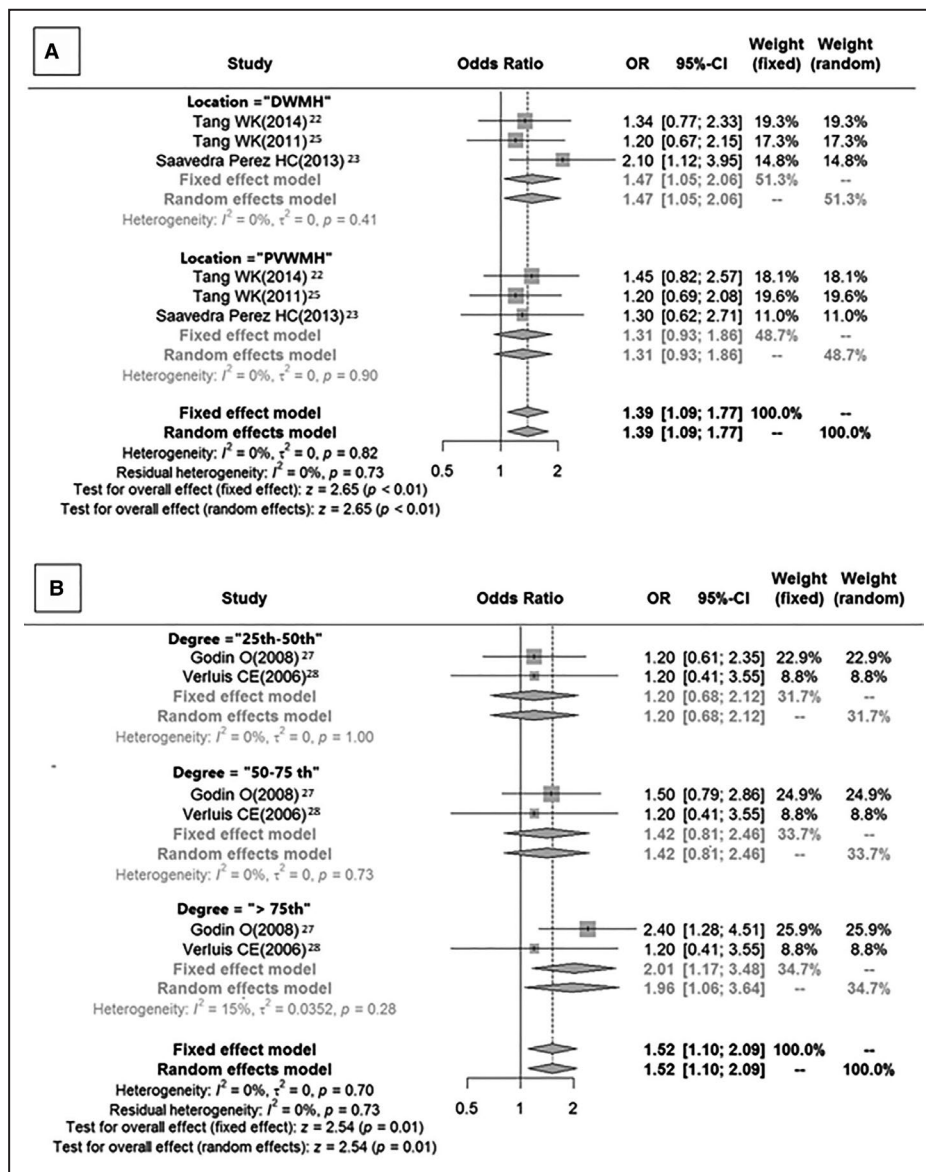 A
Study Odds Ratio OR 95%-CI Weight (fixed) Weight (random)
Location ="DWMH"
Tang WK(2014) 22 1.34 [0.77; 2.33] 19.3% 19.3%
Tang WK(2011) 25 1.20 [0.67; 2.15] 17.3% 17.3%
Saavedra Perez HC(2013) 23 2.10 [1.12; 3.95] 14.8% 14.8%
Fixed effect model 1.47 [1.05; 2.06] 51.3% --
Random effects model 1.47 [1.05; 2.06] -- 51.3%
Heterogeneity: I² = 0%, τ² = 0, p = 0.41
Location ="PVWMH"
Tang WK(2014) 22 1.45 [0.82; 2.57] 18.1% 18.1%
Tang WK(2011) 25 1.20 [0.69; 2.08] 19.6% 19.6%
Saavedra Perez HC(2013) 23 1.30 [0.62; 2.71] 11.0% 11.0%
Fixed effect model 1.31 [0.93; 1.86] 48.7% --
Random effects model 1.31 [0.93; 1.86] -- 48.7%
Heterogeneity: I² = 0%, τ² = 0, p = 0.90
Fixed effect model 1.39 [1.09; 1.77] 100.0% --
Random effects model 1.39 [1.09; 1.77] -- 100.0%
Heterogeneity: I² = 0%, τ² = 0, p = 0.82
Residual heterogeneity: I² = 0%, p = 0.73 0.5 1 2
Test for overall effect (fixed effect): z = 2.65 (p < 0.01)
Test for overall effect (random effects): z = 2.65 (p < 0.01)
B
Study Odds Ratio OR 95%-CI Weight (fixed) Weight (random)
Degree ="25th-50th"
Godin O(2008) 27 1.20 [0.61; 2.35] 22.9% 22.9%
Verluis CE(2006) 28 1.20 [0.41; 3.55] 8.8% 8.8%
Fixed effect model 1.20 [0.68; 2.12] 31.7% --
Random effects model 1.20 [0.68; 2.12] -- 31.7%
Heterogeneity: I² = 0%, τ² = 0, p = 1.00
Degree = "50-75 th"
Godin O(2008) 27 1.50 [0.79; 2.86] 24.9% 24.9%
Verluis CE(2006) 28 1.20 [0.41; 3.55] 8.8% 8.8%
Fixed effect model 1.42 [0.81; 2.46] 33.7% --
Random effects model 1.42 [0.81; 2.46] -- 33.7%
Heterogeneity: I² = 0%, τ² = 0, p = 0.73
Degree = "> 75th"
Godin O(2008) 27 2.40 [1.28; 4.51] 25.9% 25.9%
Verluis CE(2006) 28 1.20 [0.41; 3.55] 8.8% 8.8%
Fixed effect model 2.01 [1.17; 3.48] 34.7% --
Random effects model 1.96 [1.06; 3.64] -- 34.7%
Heterogeneity: I² = 15%, τ² = 0.0352, p = 0.28
Fixed effect model 1.52 [1.10; 2.09] 100.0% --
Random effects model 1.52 [1.10; 2.09] -- 100.0%
Heterogeneity: I² = 0%, τ² = 0, p = 0.70
Residual heterogeneity: I² = 0%, p = 0.73 0.5 1 2
Test for overall effect (fixed effect): z = 2.54 (p = 0.01)
Test for overall effect (random effects): z = 2.54 (p = 0.01)